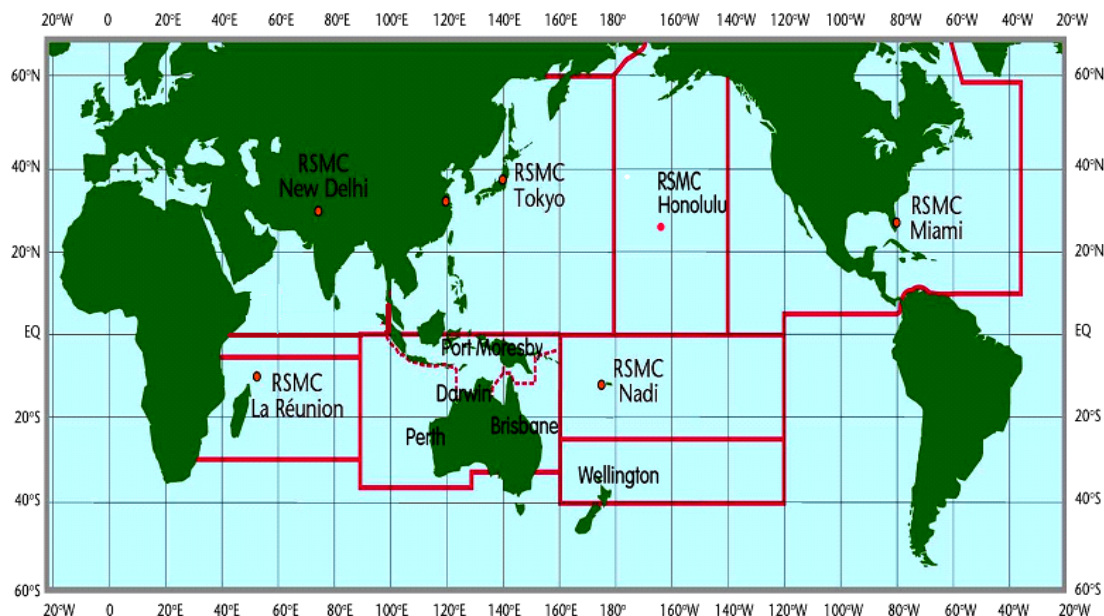 20°W 0 20°E 40°E 60°E 80°E 100°E 120°E 140°E 160°E 180° 160°W 140°W 120°W 100°W 80°W 60°W 40°W 20°W
60°N 60°N
RSMC
New Delhi
40°N 40°N
RSMC
Tokyo
RSMC
Honolulu
RSMC
Miami
20°N 20°N
EQ EQ
Port Moresby
RSMC
La Réunion
Darwin
RSMC
Nadi
20°S 20°S
Perth
Brisbane
Wellington
40°S 40°S
60°S 60°S
20°W 0 20°E 40°E 60°E 80°E 100°E 120°E 140°E 160°E 180° 160°W 140°W 120°W 100°W 80°W 60°W 40°W 20°W